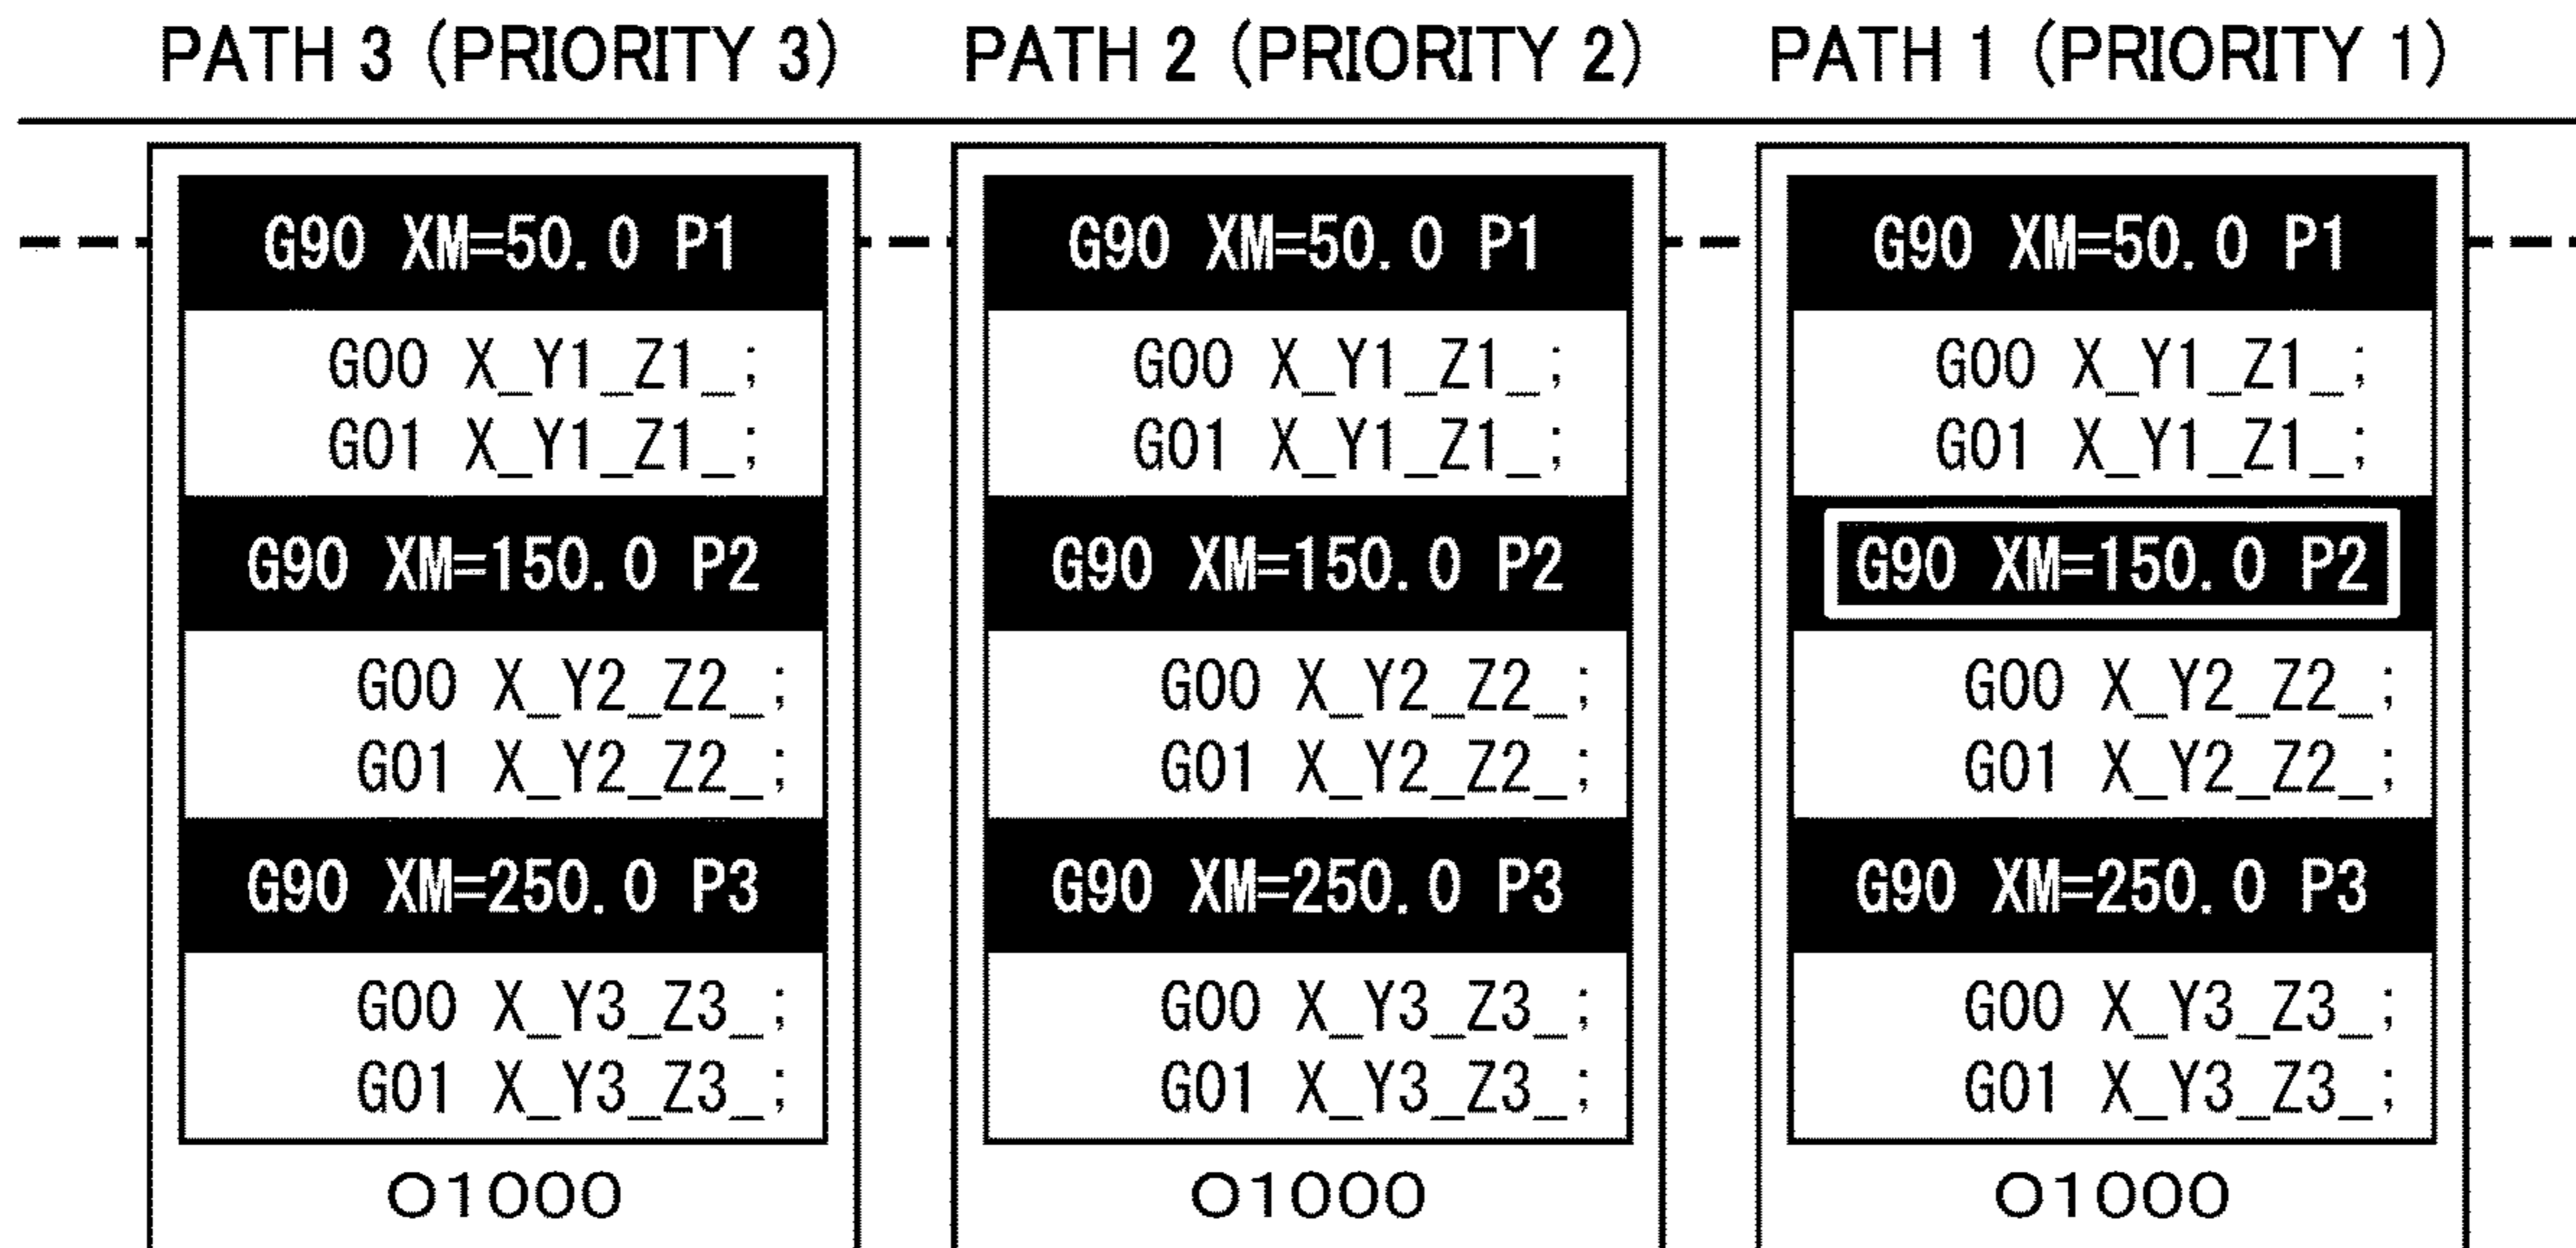 PATH 3 (PRIORITY 3) PATH 2 (PRIORITY 2) PATH 1 (PRIORITY 1)
G90 XM=50.0 P1
G00 X_Y1_Z1_;
G01 X_Y1_Z1_;
G90 XM=150.0 P2
G00 X_Y2_Z2_;
G01 X_Y2_Z2_;
G90 XM=250.0 P3
G00 X_Y3_Z3_;
G01 X_Y3_Z3_;
O1000
G90 XM=50.0 P1
G00 X_Y1_Z1_;
G01 X_Y1_Z1_;
G90 XM=150.0 P2
G00 X_Y2_Z2_;
G01 X_Y2_Z2_;
G90 XM=250.0 P3
G00 X_Y3_Z3_;
G01 X_Y3_Z3_;
O1000
G90 XM=50.0 P1
G00 X_Y1_Z1_;
G01 X_Y1_Z1_;
G90 XM=150.0 P2
G00 X_Y2_Z2_;
G01 X_Y2_Z2_;
G90 XM=250.0 P3
G00 X_Y3_Z3_;
G01 X_Y3_Z3_;
O1000